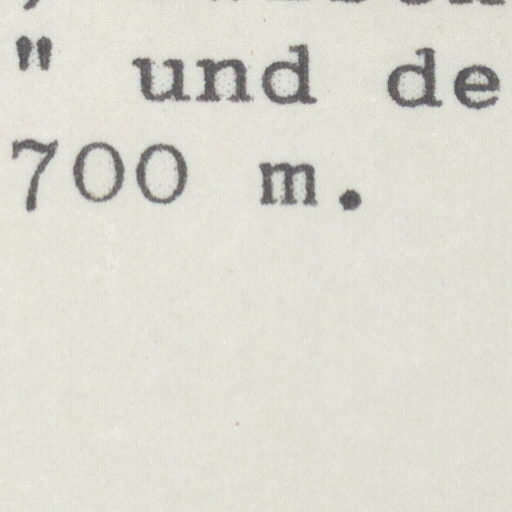 " und de
700 m.